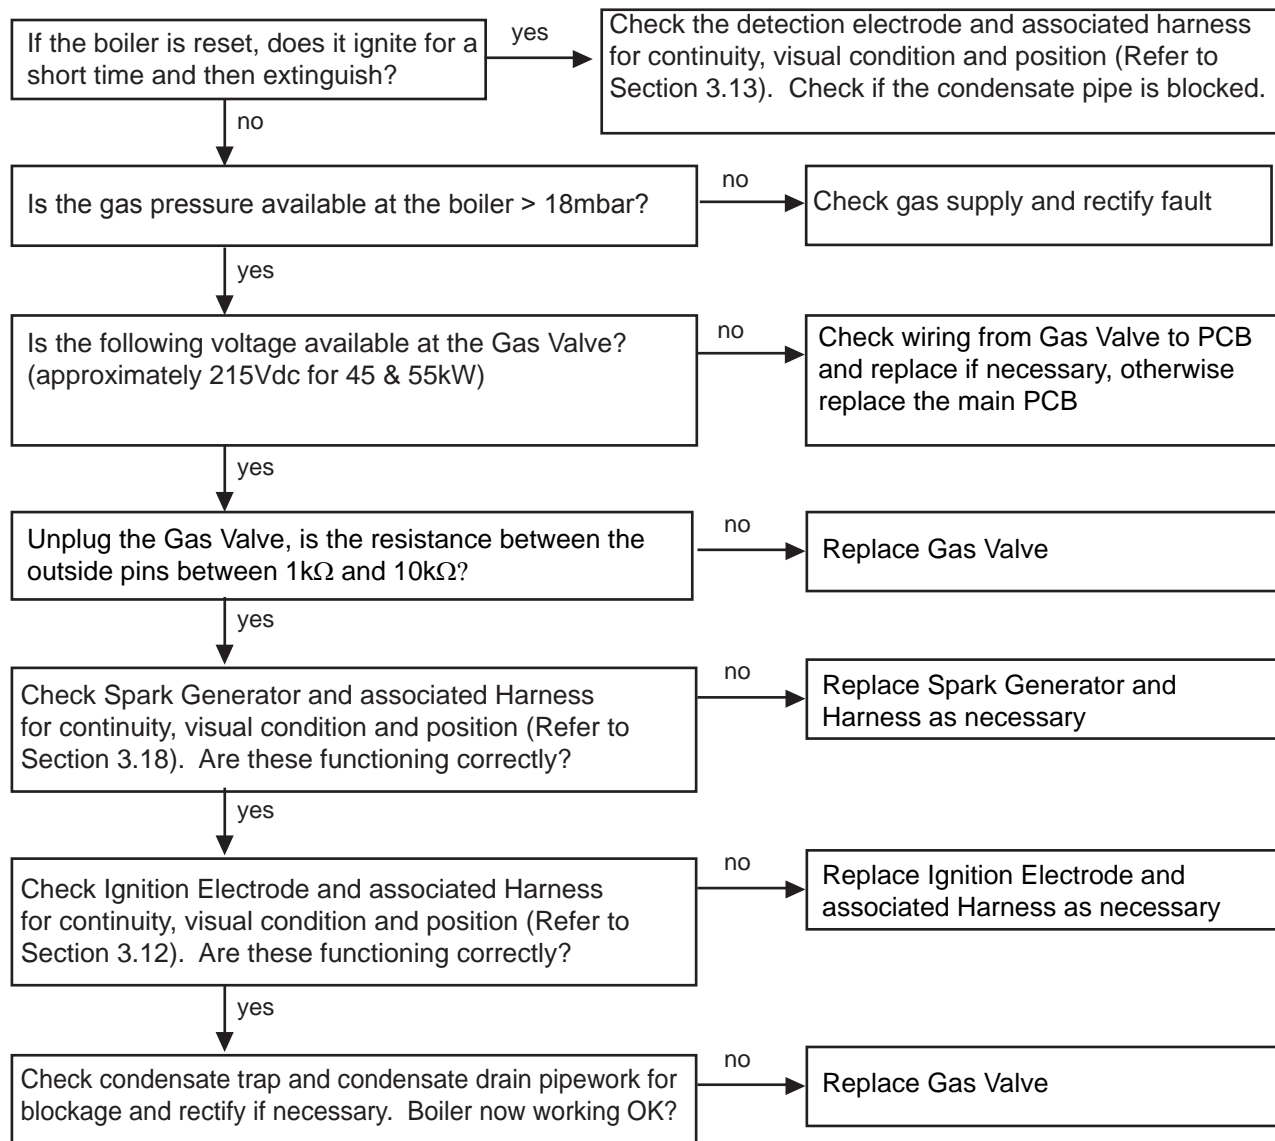 If the boiler is reset, does it ignite for a
short time and then extinguish?
yes
Check the detection electrode and associated harness
for continuity, visual condition and position (Refer to
Section 3.13). Check if the condensate pipe is blocked.
no
Is the gas pressure available at the boiler > 18mbar?
no
Check gas supply and rectify fault
yes
Is the following voltage available at the Gas Valve?
(approximately 215Vdc for 45 & 55kW)
no
Check wiring from Gas Valve to PCB
and replace if necessary, otherwise
replace the main PCB
yes
Unplug the Gas Valve, is the resistance between the
outside pins between 1kΩ and 10kΩ?
no
Replace Gas Valve
yes
Check Spark Generator and associated Harness
for continuity, visual condition and position (Refer to
Section 3.18). Are these functioning correctly?
no
Replace Spark Generator and
Harness as necessary
yes
Check Ignition Electrode and associated Harness
for continuity, visual condition and position (Refer to
Section 3.12). Are these functioning correctly?
no
Replace Ignition Electrode and
associated Harness as necessary
yes
Check condensate trap and condensate drain pipework for
blockage and rectify if necessary. Boiler now working OK?
no
Replace Gas Valve